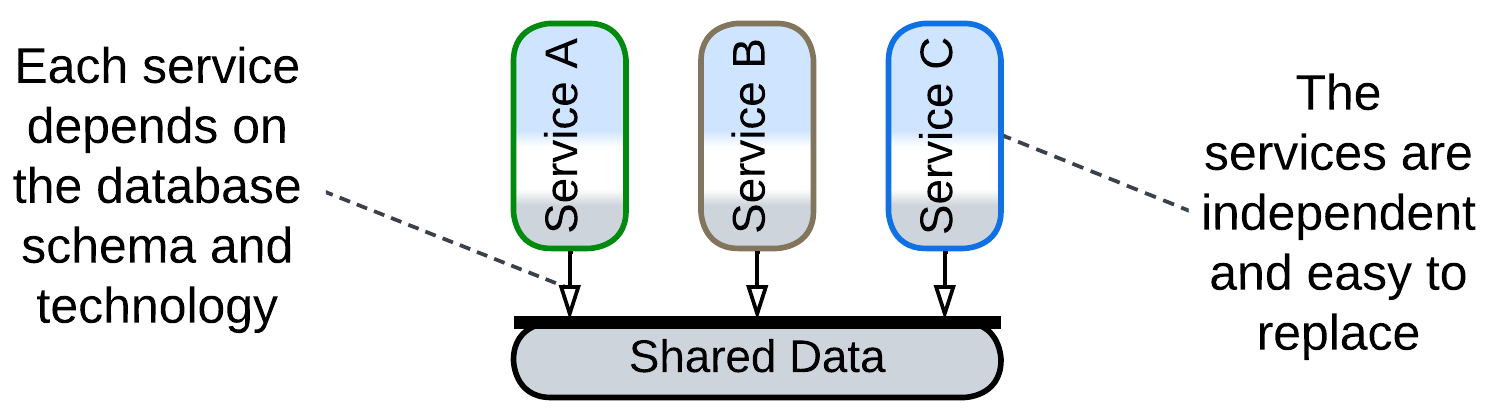 Each service
depends on
the database
schema and
technology
Service A
Service B
Service C
Shared Data
The
services are
independent
and easy to
replace